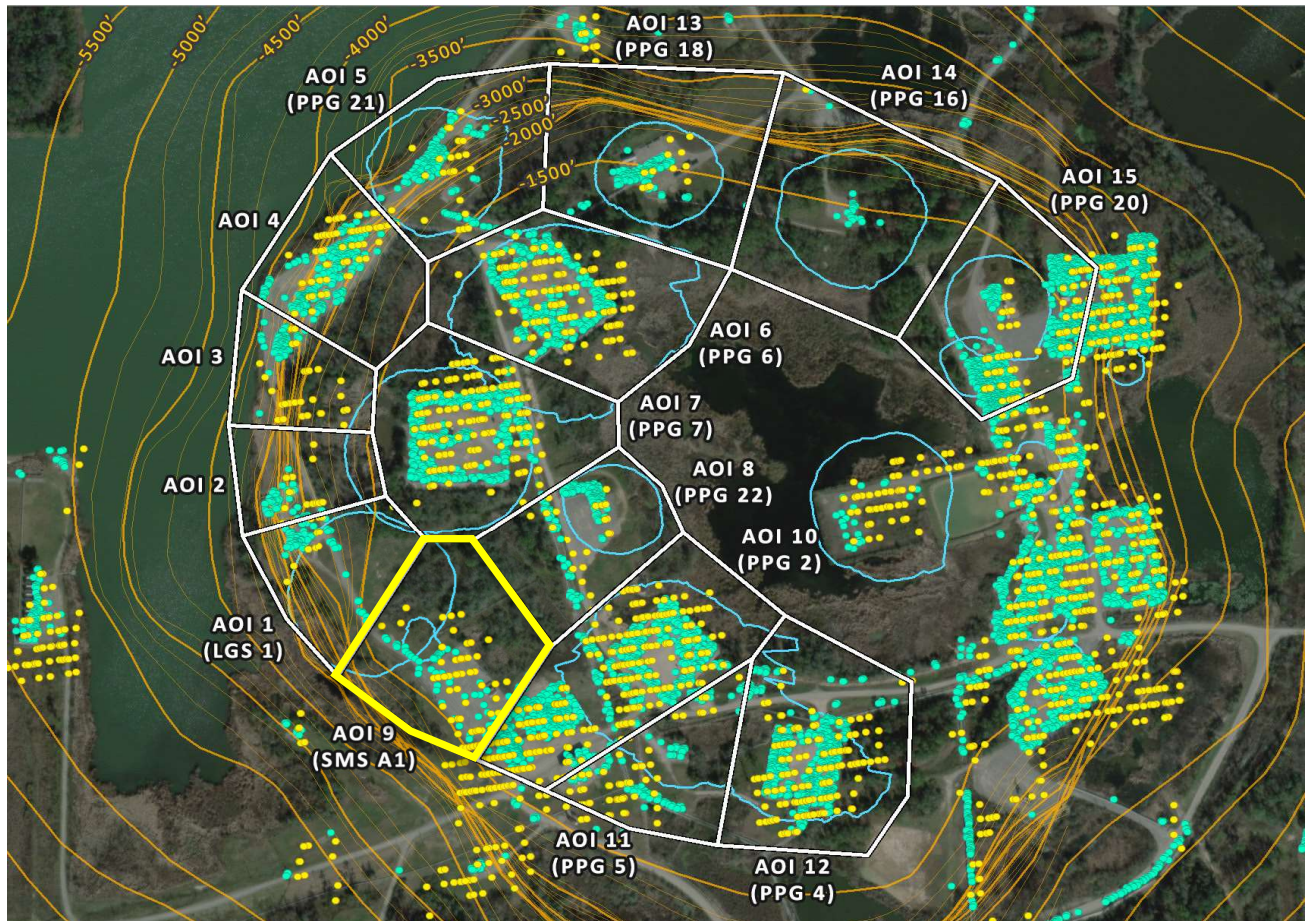 -5500'
-5000'
-4500'
-4000'
-3500'
-3000'
-2500'
-2000'
-1500'
AOI 13
(PPG 18)
AOI 14
(PPG 16)
AOI 5
(PPG 21)
AOI 15
(PPG 20)
AOI 4
AOI 3
AOI 6
(PPG 6)
AOI 7
(PPG 7)
AOI 8
(PPG 22)
AOI 2
AOI 10
(PPG 2)
AOI 1
(LGS 1)
AOI 9
(SMS A1)
AOI 11
(PPG 5)
AOI 12
(PPG 4)